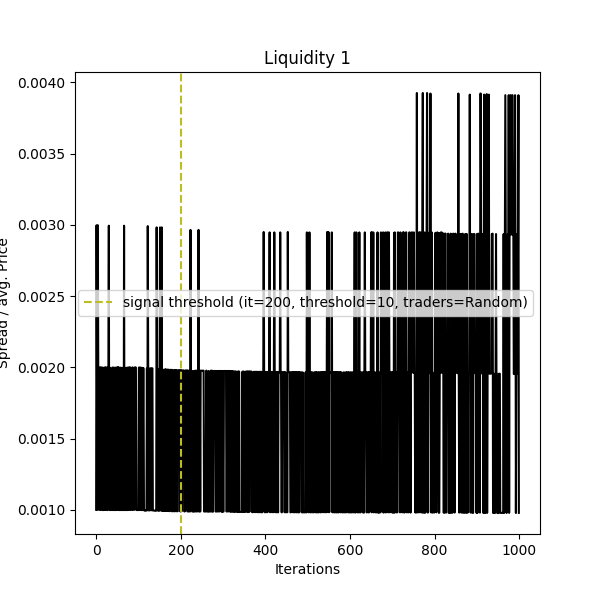 Liquidity 1
Spread / avg. Price
0.0040
0.0035
0.0030
0.0025
0.0020
0.0015
0.0010
signal threshold (it=200, threshold=10, traders=Random)
0 200 400 600 800 1000
Iterations